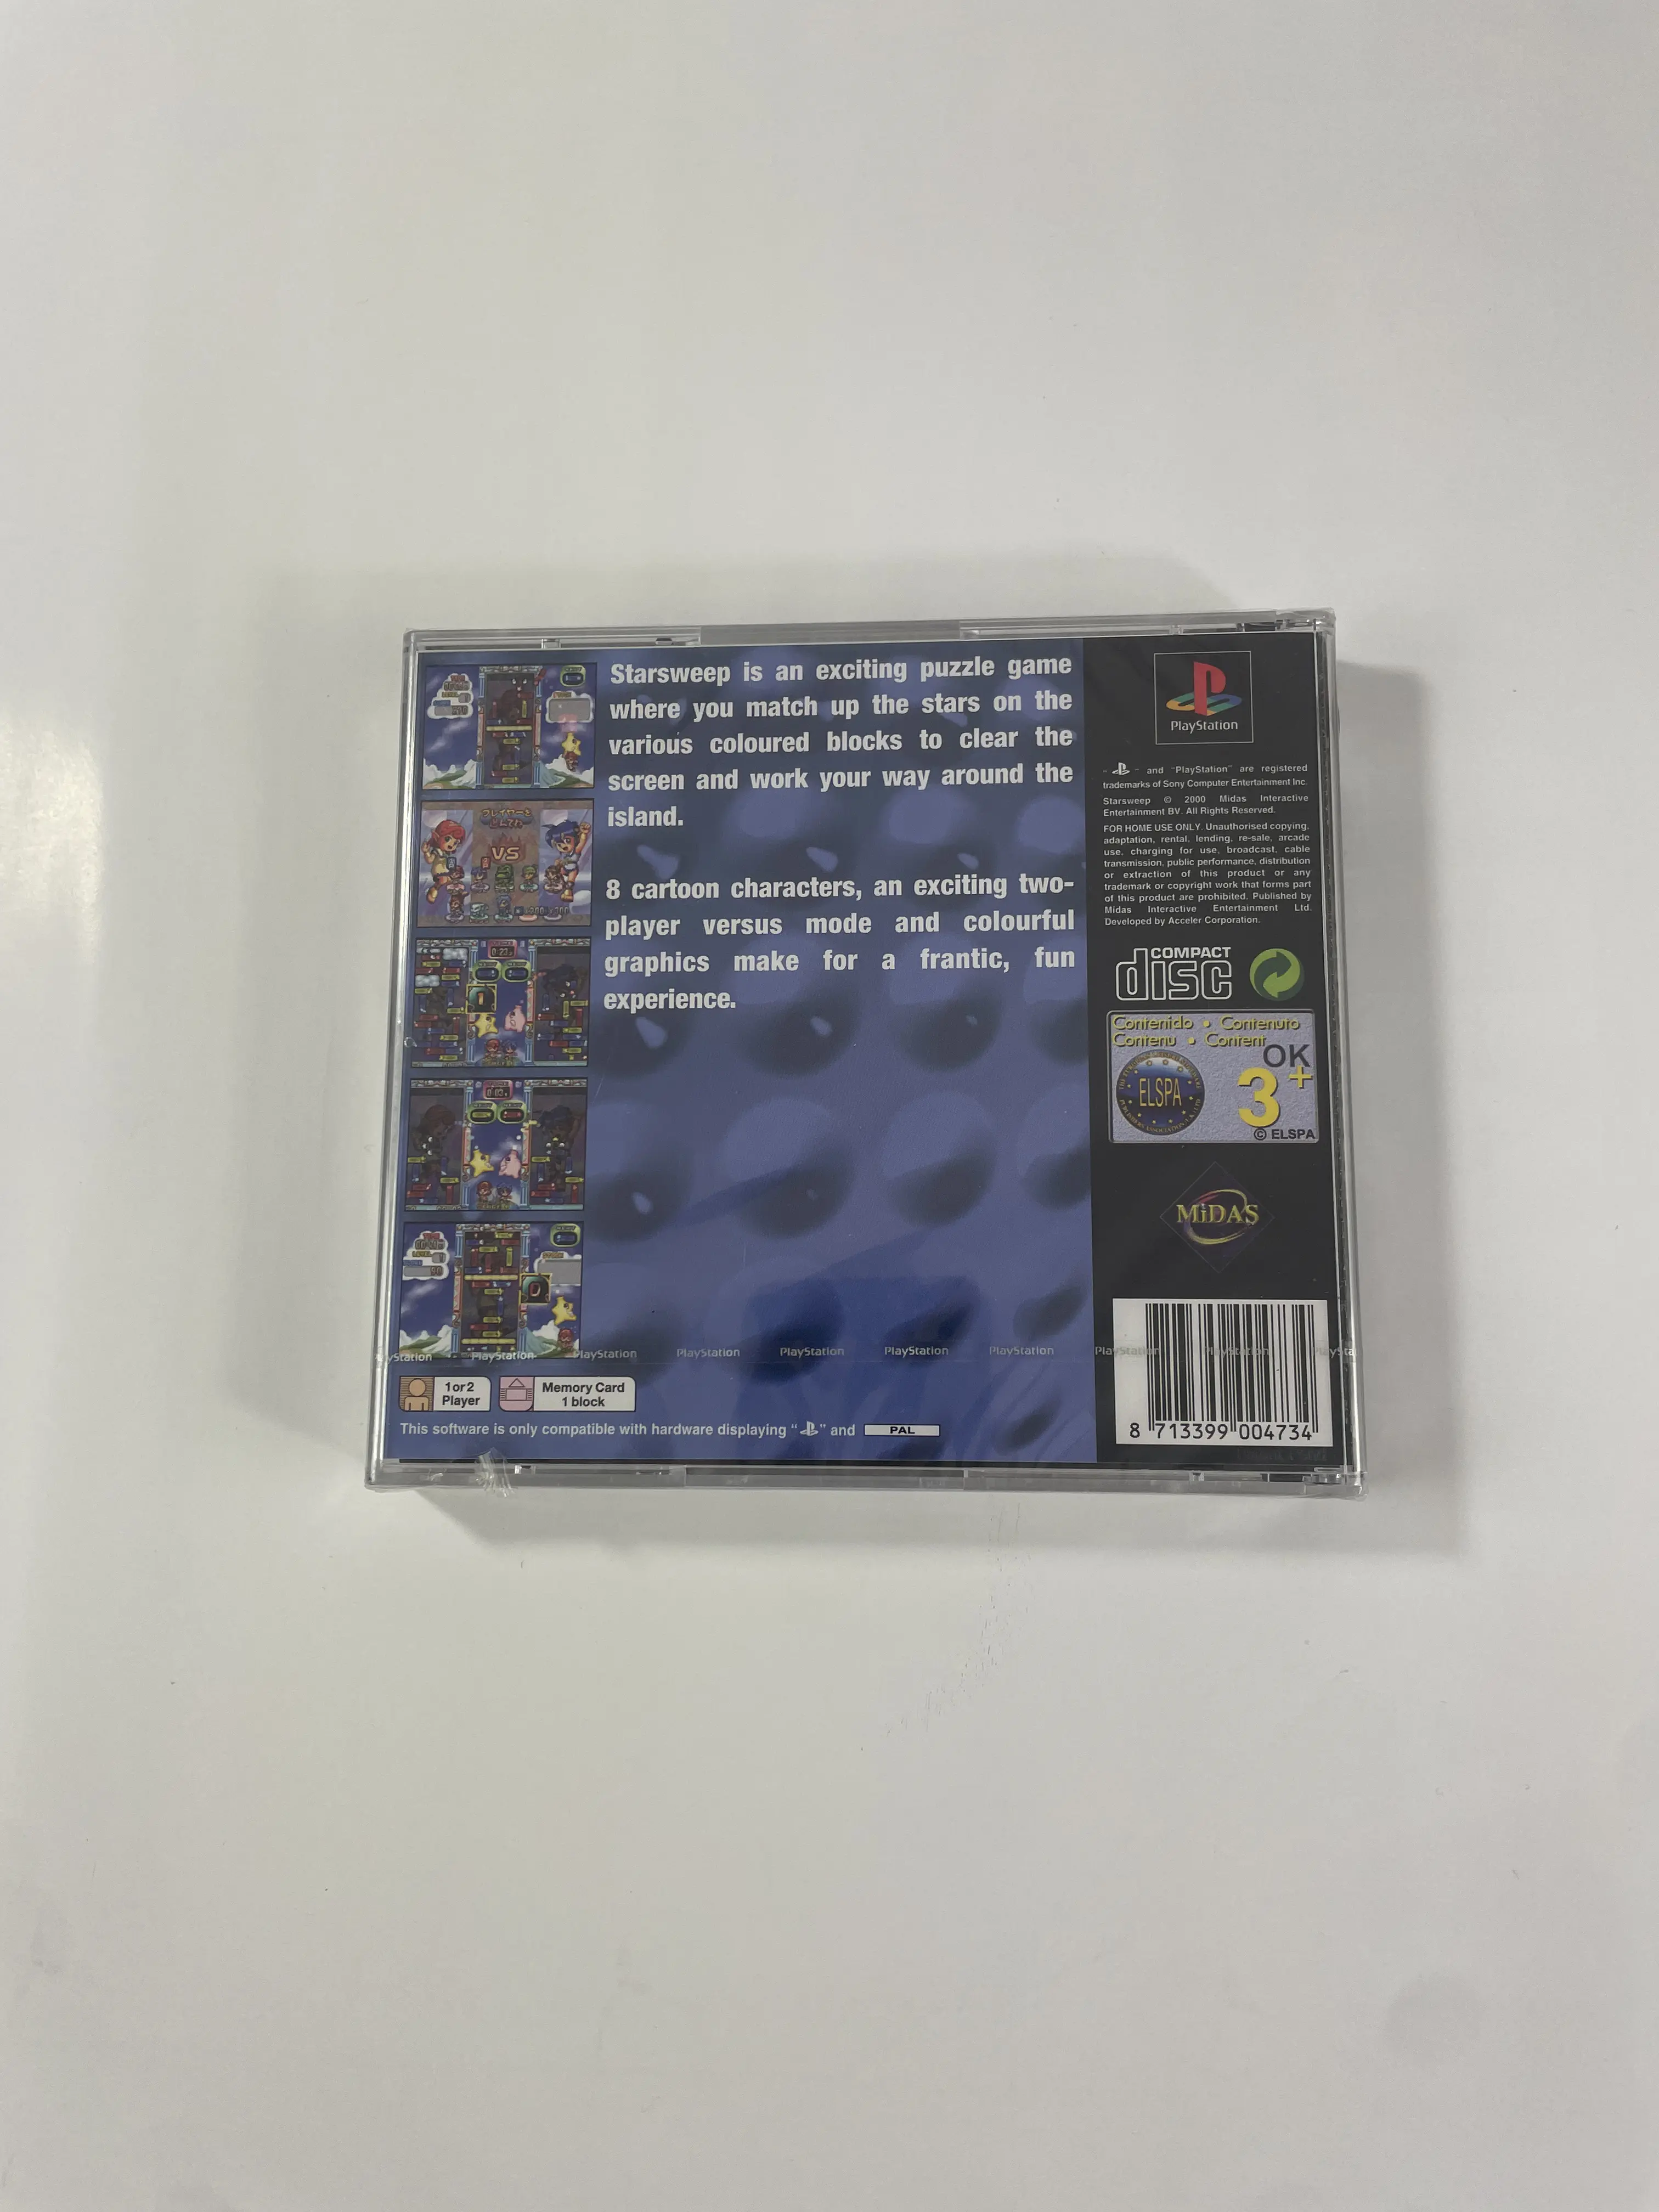 Starsweep is an exciting puzzle game
where you match up the stars on the
various coloured blocks to clear the
screen and work your way around the
island.
8 cartoon characters, an exciting two-
player versus mode and colourful
graphics make for a frantic, fun
experience.
VS
PlayStation
" " and "PlayStation" are registered
trademarks of Sony Computer Entertainment Inc.
Starsweep © 2000 Midas Interactive
Entertainment BV. All Rights Reserved.
FOR HOME USE ONLY. Unauthorised copying,
adaptation, rental, lending, re-sale, arcade
use, charging for use, broadcast, cable
transmission, public performance, distribution
or extraction of this product or any
trademark or copyright work that forms part
of this product are prohibited. Published by
Midas Interactive Entertainment Ltd.
Developed by Acceler Corporation.
COMPACT
disc
Contenido • Contenuto
Contenu • Content
OK
ELSPA
3+
© ELSPA
MiDAS
yStation PlayStation PlayStation PlayStation PlayStation PlayStation PlayStation PlayStation PlayStation PlaySta
1 or 2
Player
Memory Card
1 block
This software is only compatible with hardware displaying " " and PAL
8 713399 004734